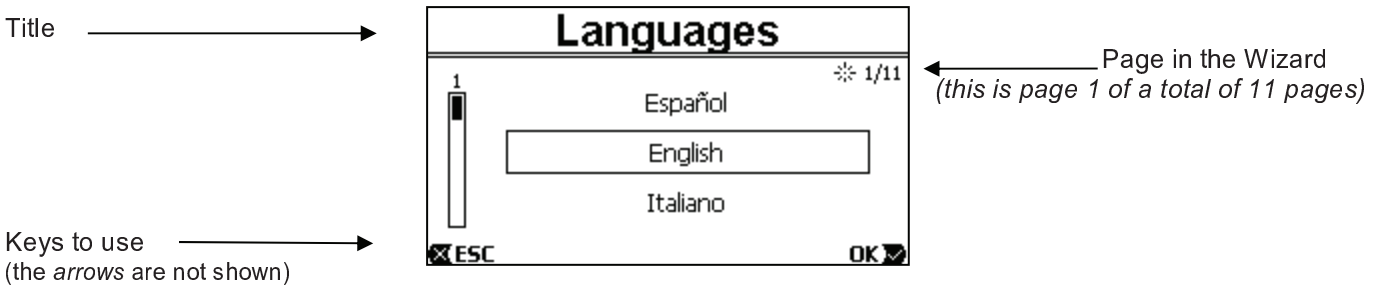 Title
Languages
1
1/11
Español
English
Italiano
ESC
OK
Page in the Wizard
(this is page 1 of a total of 11 pages)
Keys to use
(the arrows are not shown)